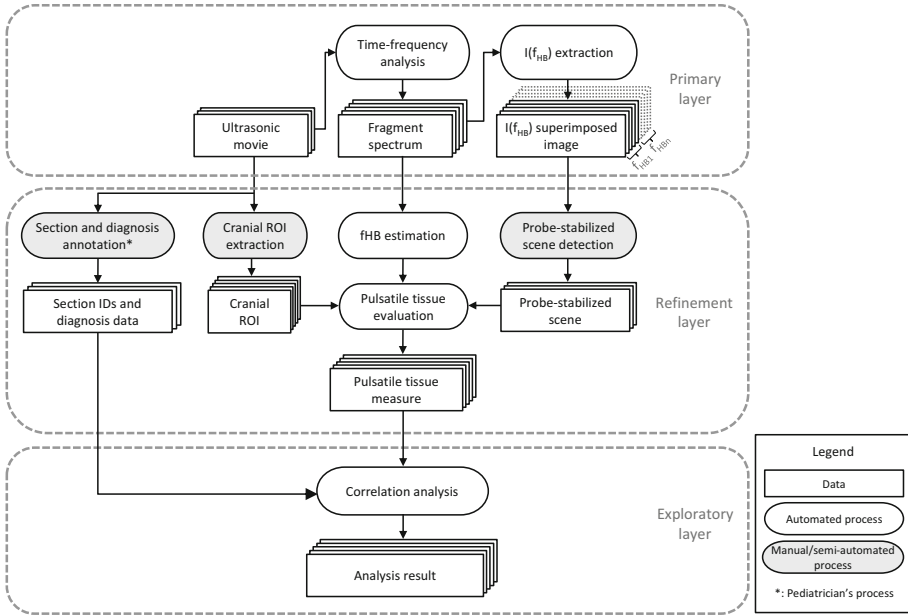 Time-frequency
analysis
I(fHB) extraction
Primary
layer
Ultrasonic
movie
Fragment
spectrum
I(fHB) superimposed
image
fHB1
fHBn
Section and diagnosis
annotation*
Cranial ROI
extraction
fHB estimation
Probe-stabilized
scene detection
Section IDs and
diagnosis data
Cranial
ROI
Pulsatile tissue
evaluation
Probe-stabilized
scene
Refinement
layer
Pulsatile tissue
measure
Correlation analysis
Exploratory
layer
Analysis result
Legend
Data
Automated process
Manual/semi-automated
process
*: Pediatrician's process